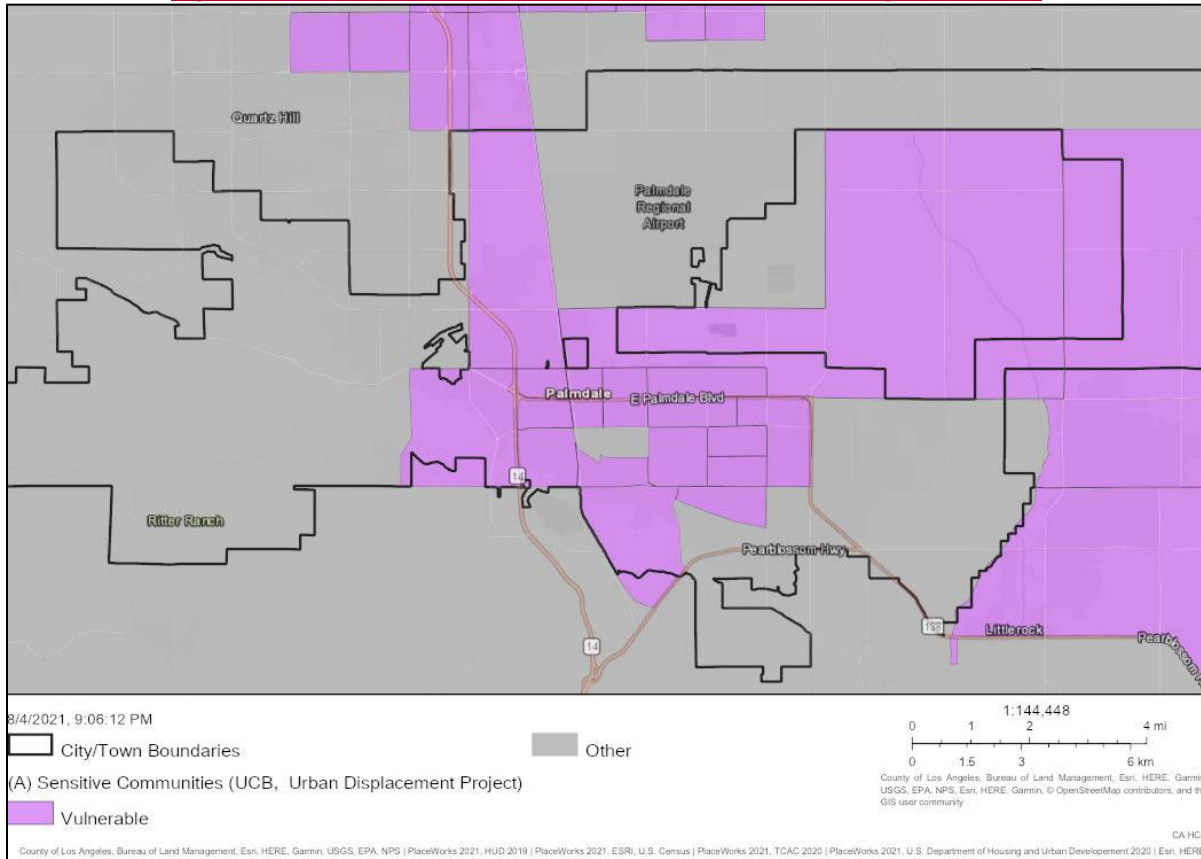 Quartz Hill
Palmdale
Regional
Airport
Palmdale
E Palmdale Blvd
14
Ritter Ranch
Pearblossom Hwy
14
138
Littlerock
Pearblossom
8/4/2021, 9:06:12 PM
City/Town Boundaries
Other
(A) Sensitive Communities (UCB, Urban Displacement Project)
Vulnerable
1:144,448
0 1 2 4 mi
0 1.5 3 6 km
County of Los Angeles, Bureau of Land Management, Esri, HERE, Garmin,
USGS, EPA, NPS, Esri, HERE, Garmin, © OpenStreetMap contributors, and the
GIS user community
CA HC
County of Los Angeles, Bureau of Land Management, Esri, HERE, Garmin, USGS, EPA, NPS | PlaceWorks 2021, HUD 2019 | PlaceWorks 2021, ESRI, U.S. Census | PlaceWorks 2021, TCAC 2020 | PlaceWorks 2021, U.S. Department of Housing and Urban Developement 2020 | Esri, HERE